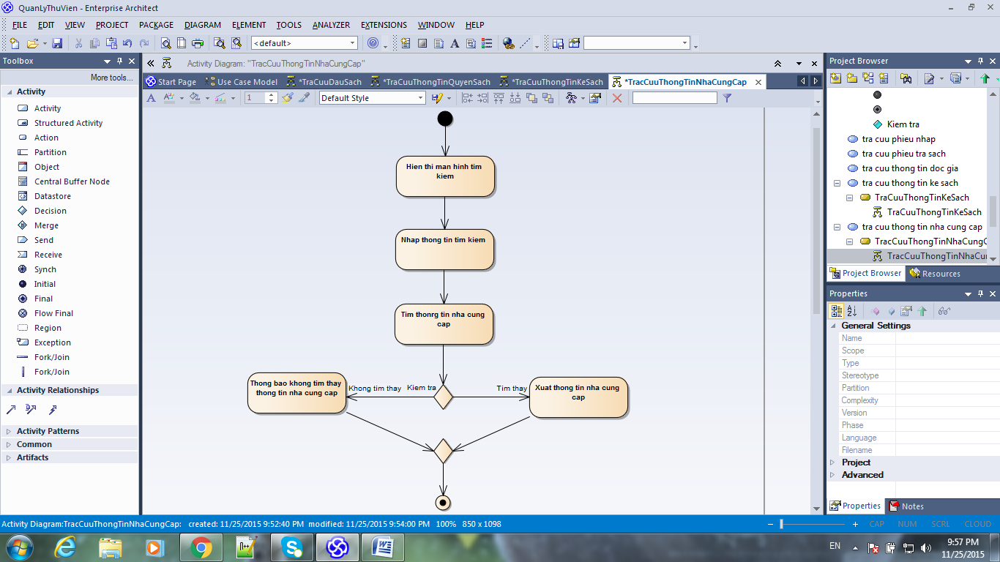 QuanLyThuVien - Enterprise Architect
FILE EDIT VIEW PROJECT PACKAGE DIAGRAM ELEMENT TOOLS ANALYZER EXTENSIONS WINDOW HELP
<default>
Toolbox
More tools...
Activity
Activity
Structured Activity
Action
Partition
Object
Central Buffer Node
Datastore
Decision
Merge
Send
Receive
Synch
Initial
Final
Flow Final
Region
Exception
Fork/Join
Fork/Join
Activity Relationships
Activity Patterns
Common
Artifacts
Activity Diagram: "TracCuuThongTinNhaCungCap"
Start Page Use Case Model *TraCuuDauSach *TraCuuThongTinQuyenSach *TraCuuThongTinKeSach *TracCuuThongTinNhaCungCap
1 Default Style
Hien thi man hinh tim
kiem
Nhap thong tin tim kiem
Tim thonrg tin nha cung
cap
Thong bao khong tim thay
thong tin nha cung cap
Khong tim thay
Kiem tra
Tim thay
Xuat thong tin nha cung
cap
Project Browser
Kiem tra
tra cuu phieu nhap
tra cuu phieu tra sach
tra cuu thong tin doc gia
tra cuu thong tin ke sach
TraCuuThongTinKeSach
TraCuuThongTinKeSach
tra cuu thong tin nha cung cap
TracCuuThongTinNhaCungC
TracCuuThongTinNhaCun
Project Browser Resources
Properties
General Settings
Name
Scope
Type
Stereotype
Partition
Complexity
Version
Phase
Language
Filename
Project
Advanced
Properties Notes
Activity Diagram:TracCuuThongTinNhaCungCap: created: 11/25/2015 9:52:40 PM modified: 11/25/2015 9:54:00 PM 100% 850 x 1098
CAP NUM SCRL CLOUD
EN
9:57 PM
11/25/2015